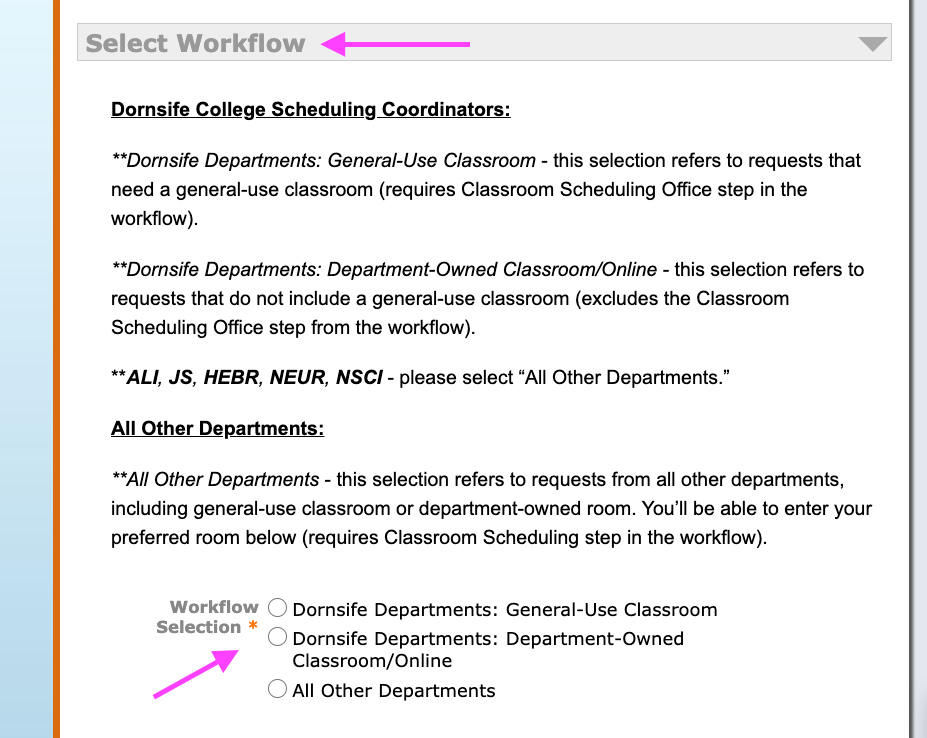 Select Workflow
Dornsife College Scheduling Coordinators:
**Dornsife Departments: General-Use Classroom - this selection refers to requests that
need a general-use classroom (requires Classroom Scheduling Office step in the
workflow).
**Dornsife Departments: Department-Owned Classroom/Online - this selection refers to
requests that do not include a general-use classroom (excludes the Classroom
Scheduling Office step from the workflow).
**ALI, JS, HEBR, NEUR, NSCI - please select “All Other Departments.”
All Other Departments:
**All Other Departments - this selection refers to requests from all other departments,
including general-use classroom or department-owned room. You’ll be able to enter your
preferred room below (requires Classroom Scheduling step in the workflow).
Workflow
Selection *
Dornsife Departments: General-Use Classroom
Dornsife Departments: Department-Owned
Classroom/Online
All Other Departments